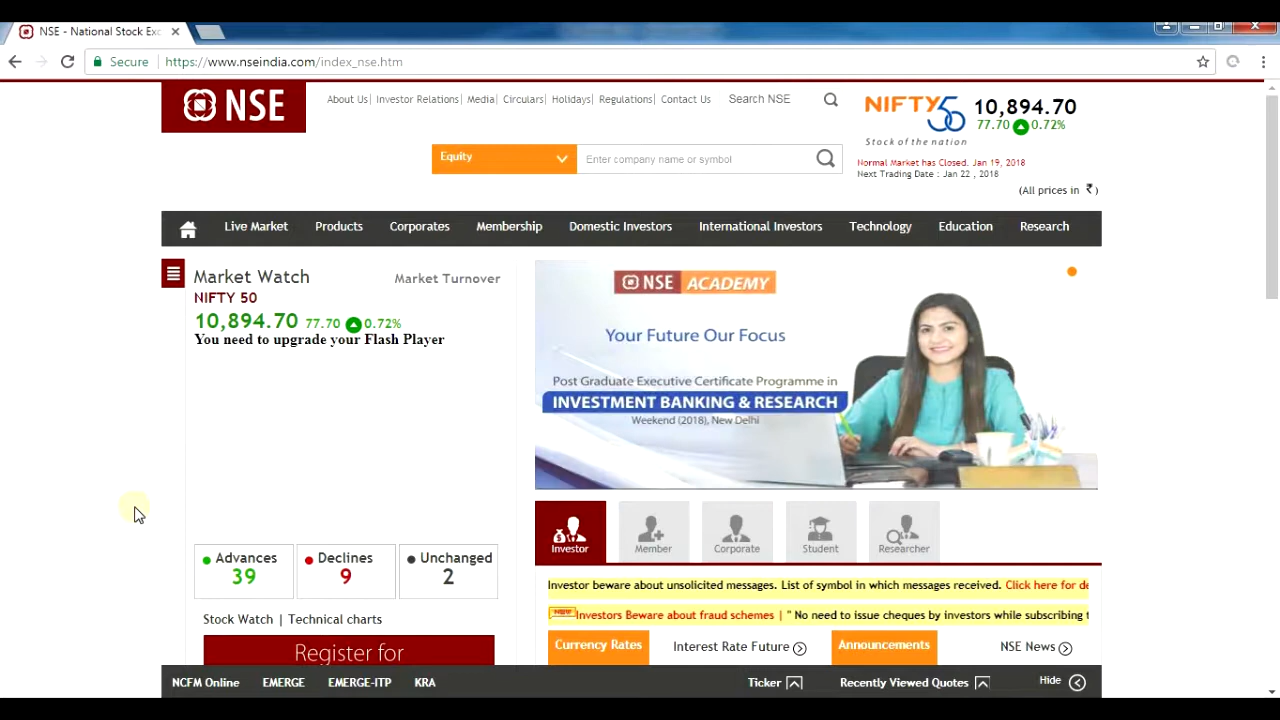 NSE - National Stock Exc
Secure https://www.nseindia.com/index_nse.htm
NSE
About Us| Investor Relations| Media| Circulars| Holidays| Regulations| Contact Us Search NSE
NIFTY 50
Stock of the nation
10,894.70
77.70 0.72%
Equity
Enter company name or symbol
Normal Market has Closed. Jan 19, 2018
Next Trading Date : Jan 22 , 2018
(All prices in ₹ )
Live Market Products Corporates Membership Domestic Investors International Investors Technology Education Research
Market Watch Market Turnover
NIFTY 50
10,894.70 77.70 0.72%
You need to upgrade your Flash Player
NSE ACADEMY
Your Future Our Focus
Post Graduate Executive Certificate Programme in
INVESTMENT BANKING & RESEARCH
Weekend (2018), New Delhi
Investor Member Corporate Student Researcher
Advances Declines Unchanged
39 9 2
Investor beware about unsolicited messages. List of symbol in which messages received. Click here for de
NEW Investors Beware about fraud schemes | " No need to issue cheques by investors while subscribing t
Stock Watch | Technical charts
Register for
Currency Rates Interest Rate Future Announcements NSE News
NCFM Online EMERGE EMERGE-ITP KRA Ticker Recently Viewed Quotes Hide